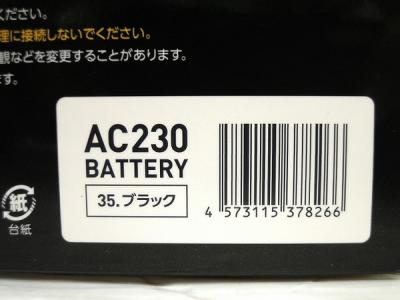 ください。
理に接続しないでください。
観などを変更することがあります。
ます。
AC230
BATTERY
35.ブラック
4 573115 378266
紙
台紙